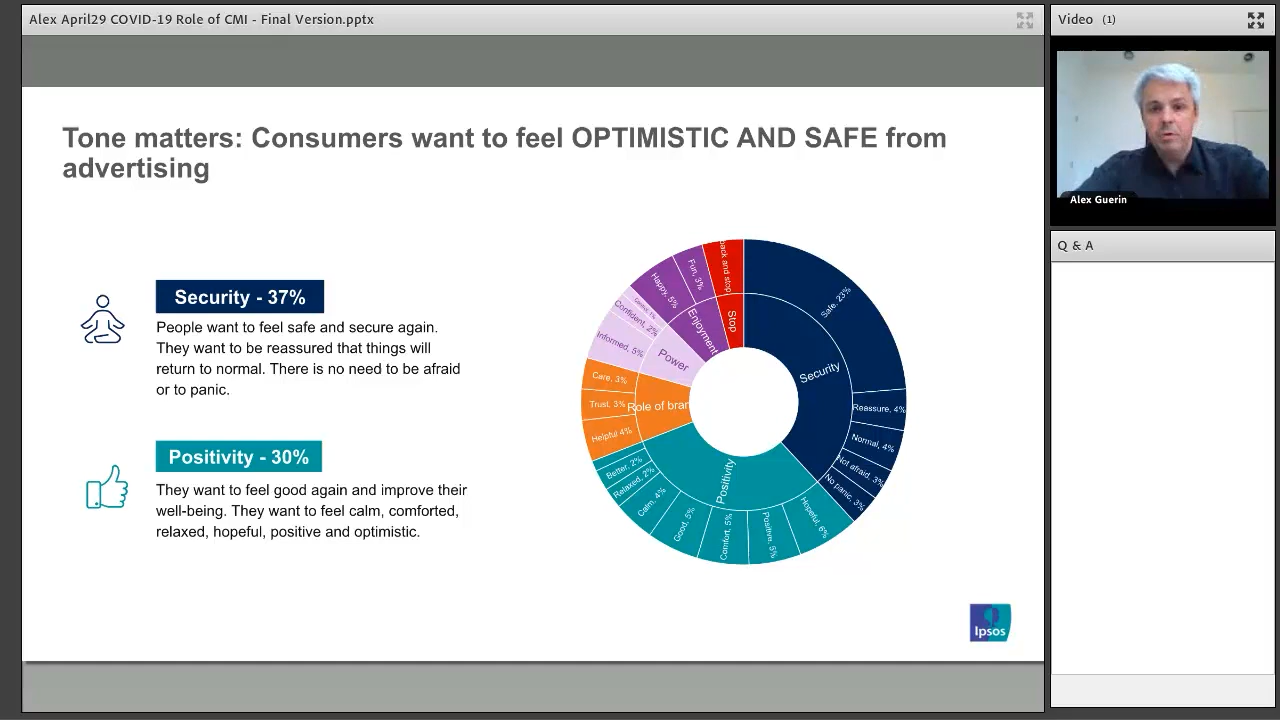 Alex April29 COVID-19 Role of CMI - Final Version.pptx
Video (1)
Alex Guerin
Q & A
Tone matters: Consumers want to feel OPTIMISTIC AND SAFE from
advertising
Security - 37%
People want to feel safe and secure again.
They want to be reassured that things will
return to normal. There is no need to be afraid
or to panic.
Positivity - 30%
They want to feel good again and improve their
well-being. They want to feel calm, comforted,
relaxed, hopeful, positive and optimistic.
Security
Safe, 23%
Reassure, 4%
Normal, 4%
Not afraid, 3%
No panic, 3%
Positivity
Hopeful, 6%
Positive, 5%
Comfort, 5%
Good, 5%
Calm, 4%
Relaxed, 2%
Better, 2%
Role of bran
Helpful 4%
Trust, 3%
Care, 3%
Power
Informed, 5%
Confident, 2%
Enjoyment
Happy, 5%
Fun, 3%
Stop
and stop
Ipsos